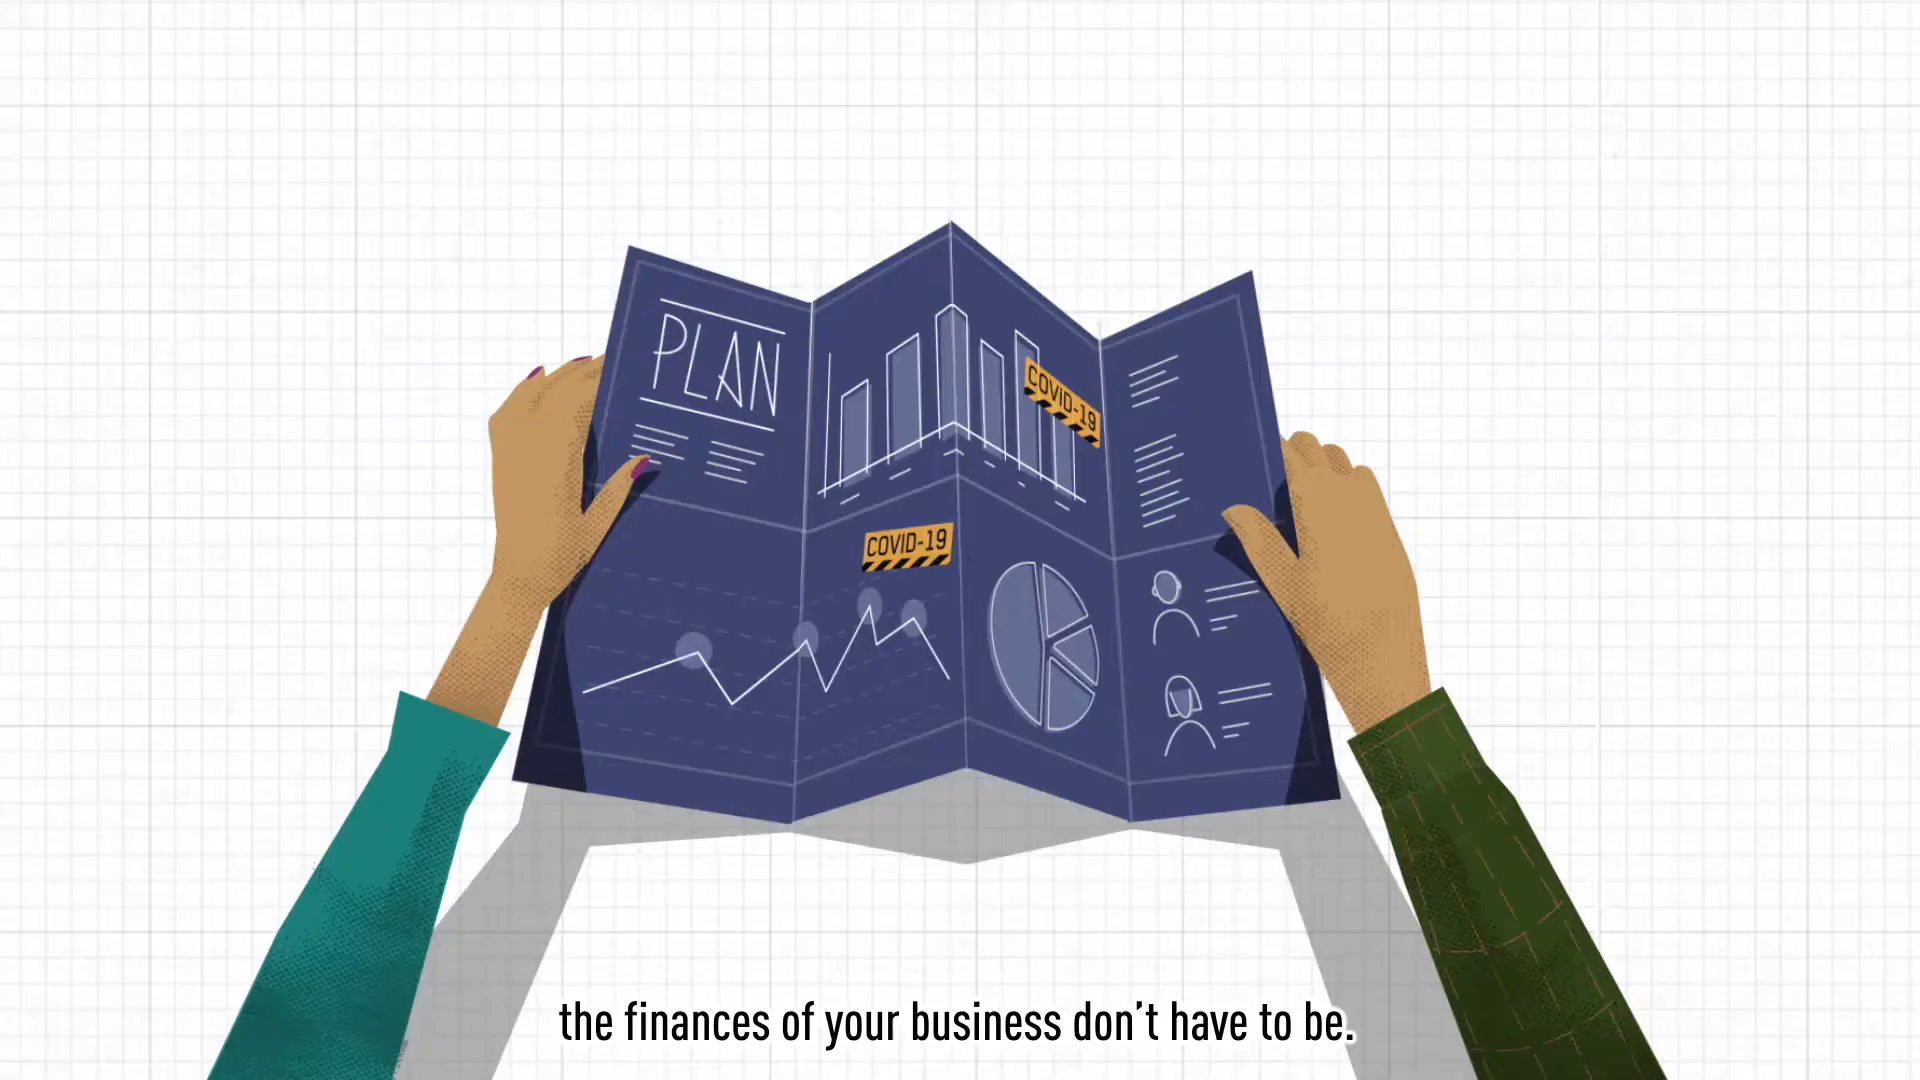 PLAN
COVID-19
COVID-19
the finances of your business don't have to be.